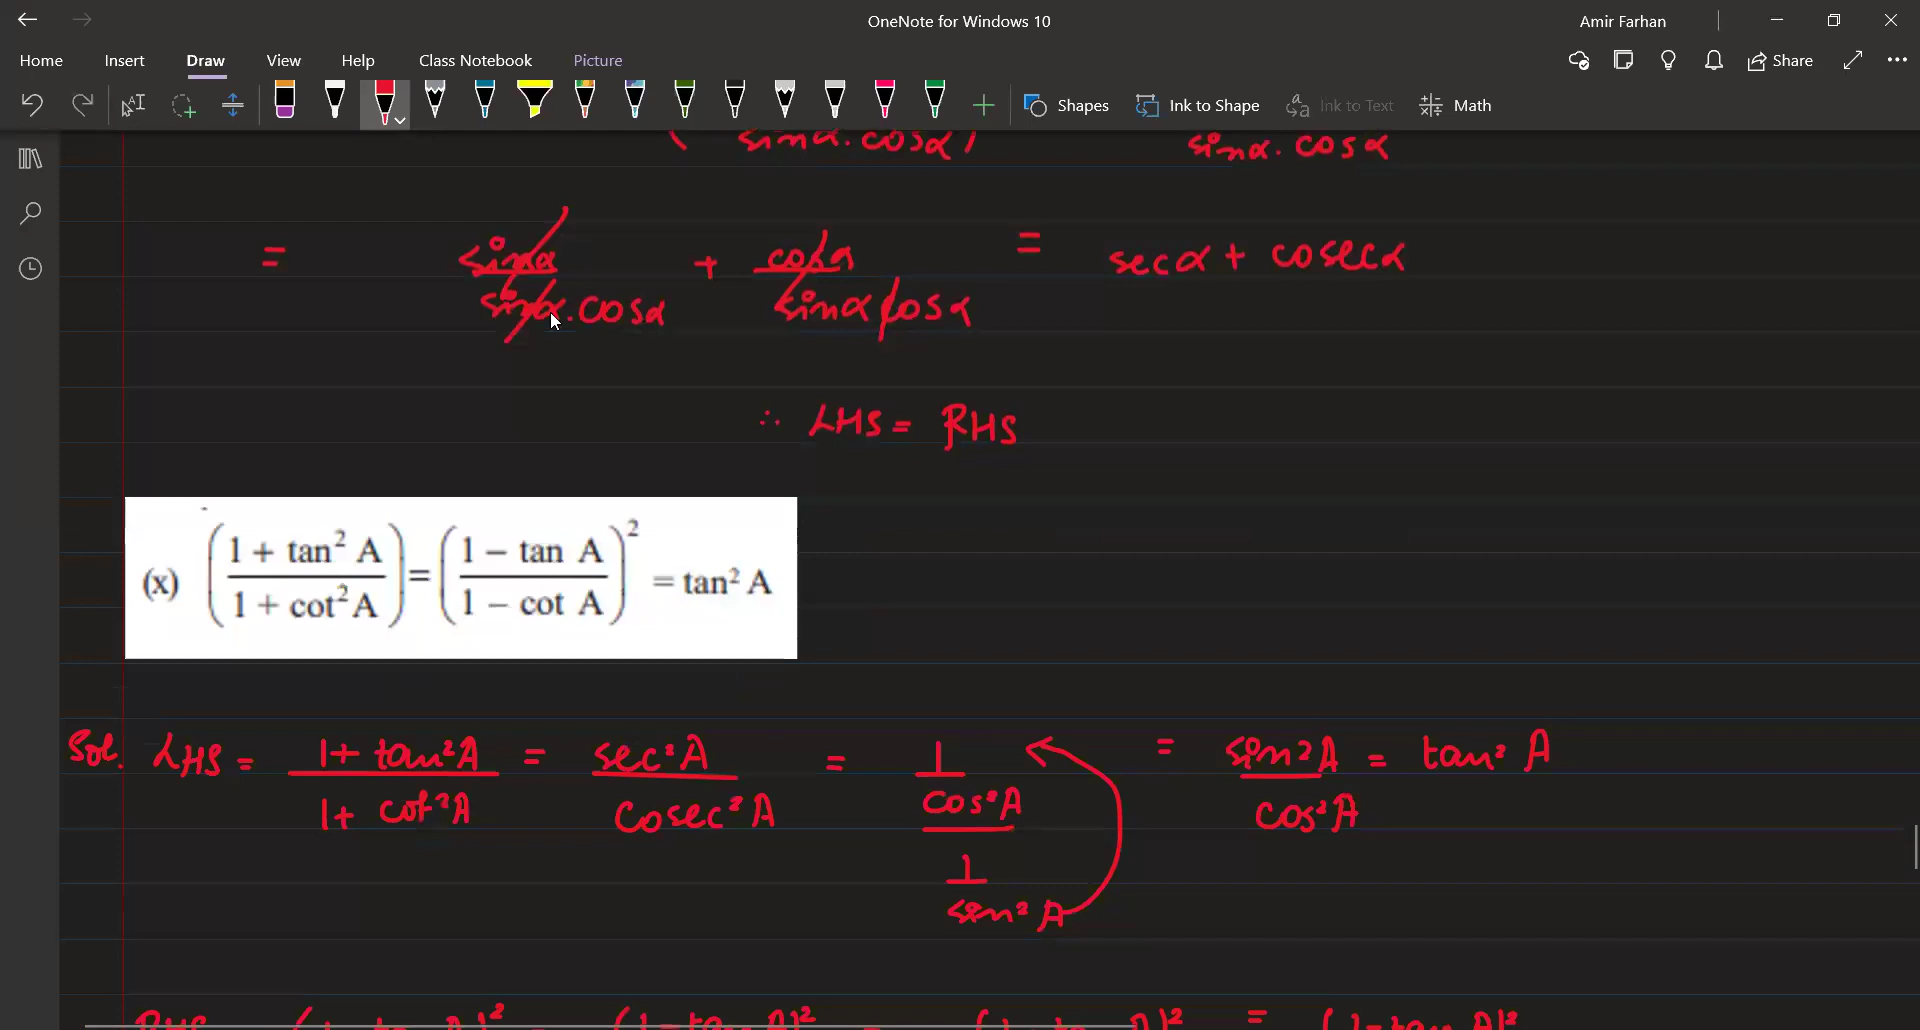 OneNote for Windows 10
Amir Farhan
Home Insert Draw View Help Class Notebook Picture
Share
Shapes Ink to Shape Ink to Text Math
sinα.cosα) sinα.cosα
= sinα/sinα.cosα + cosα/sinα cosα = secα + cosecα
∴ LHS = RHS
(x) ((1 + tan² A)/(1 + cot² A)) = ((1 − tan A)/(1 − cot A))² = tan² A
Sol. LHS = (1 + tan²A)/(1 + cot²A) = sec²A/cosec²A = (1/cos²A)/(1/sin²A) = sin²A/cos²A = tan² A